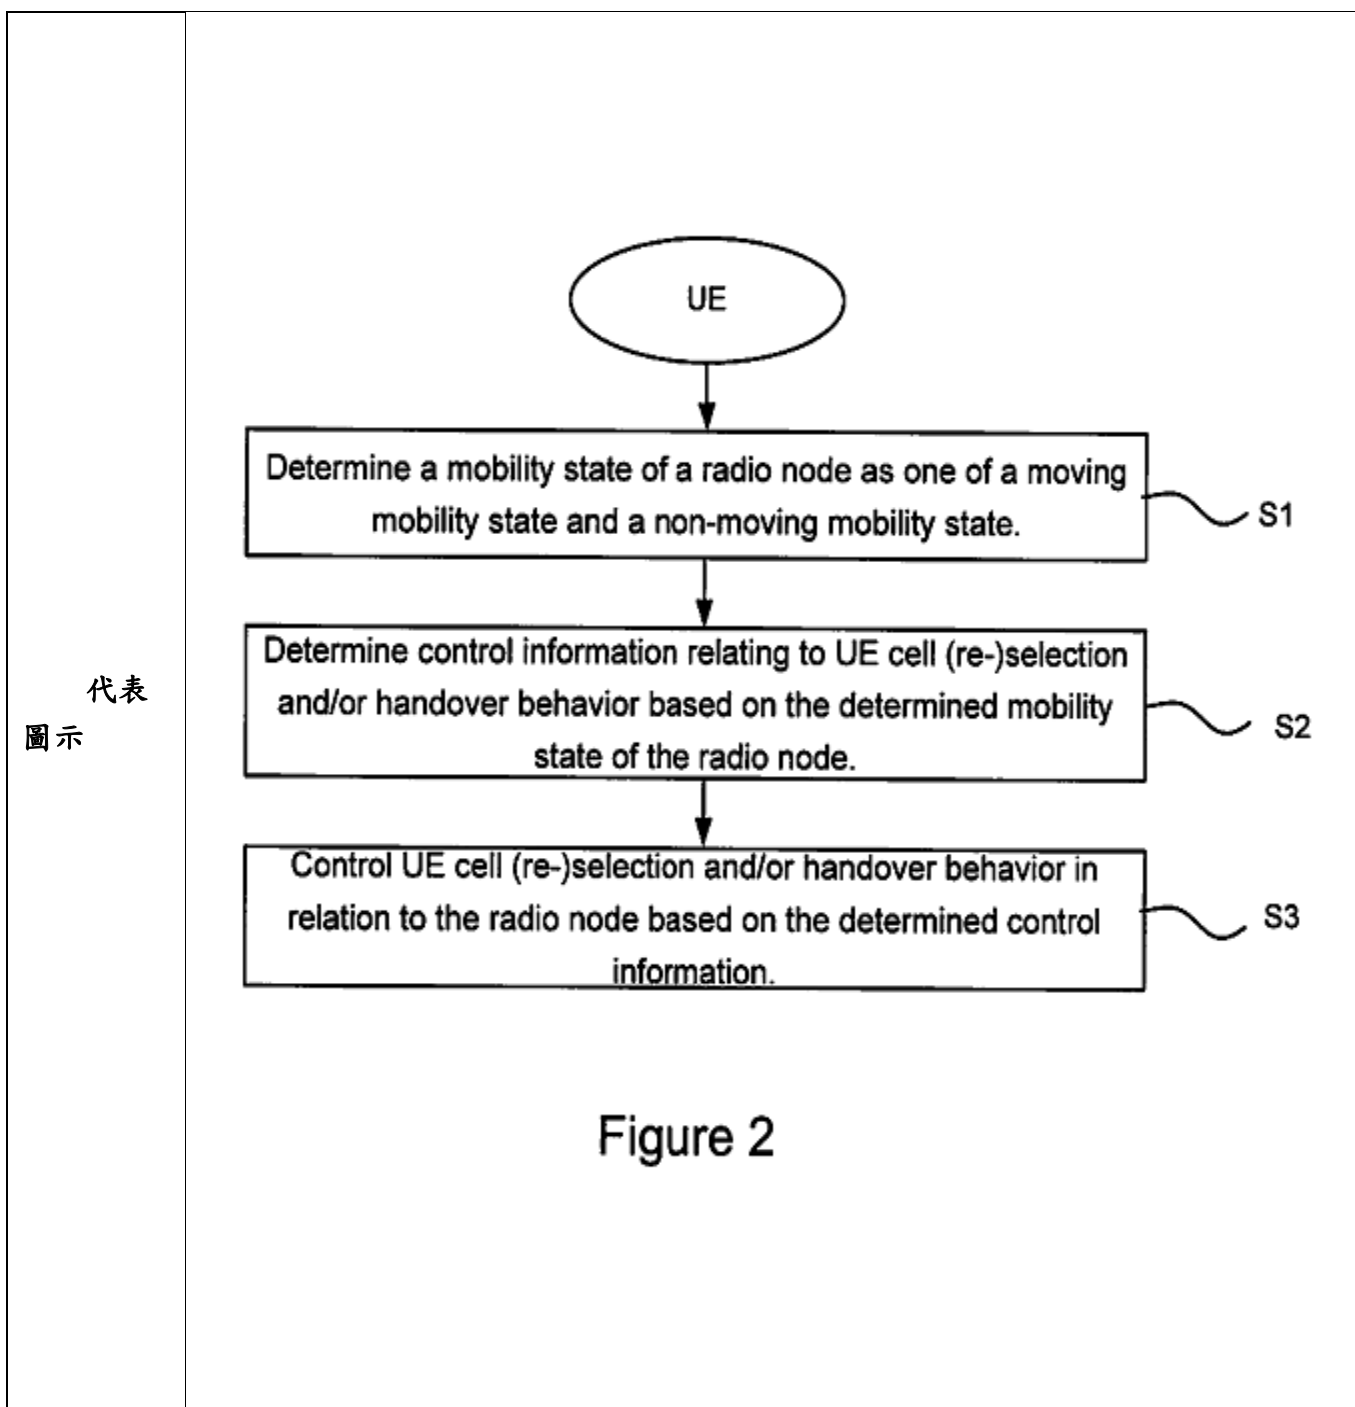 代表
圖示
UE
Determine a mobility state of a radio node as one of a moving
mobility state and a non-moving mobility state.
S1
Determine control information relating to UE cell (re-)selection
and/or handover behavior based on the determined mobility
state of the radio node.
S2
Control UE cell (re-)selection and/or handover behavior in
relation to the radio node based on the determined control
information.
S3
Figure 2